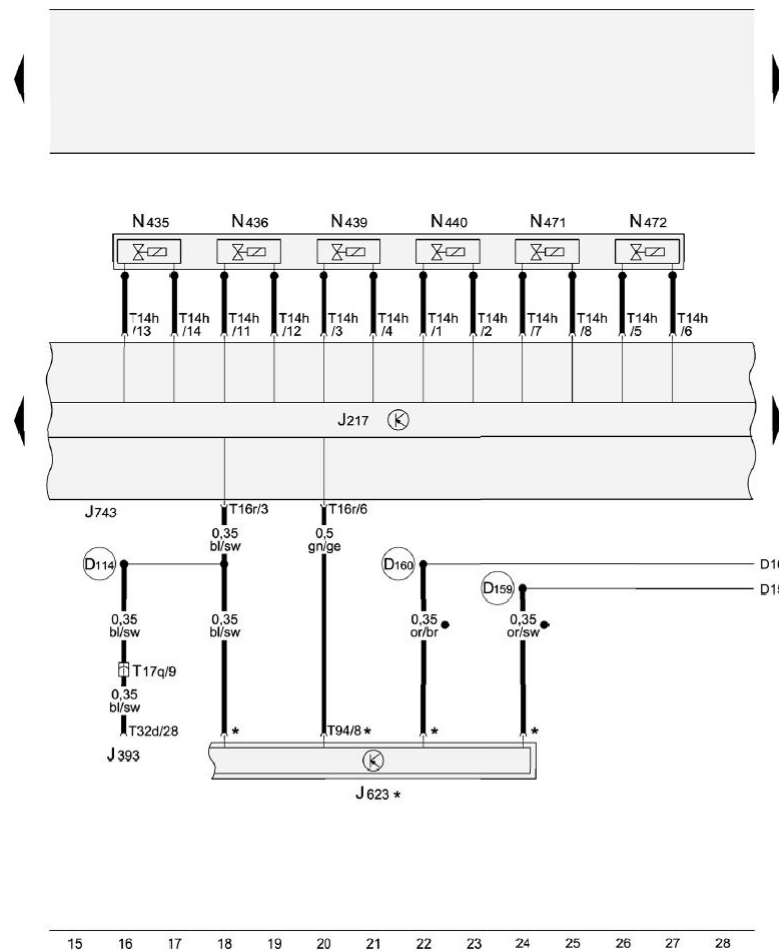 N435 N436 N439 N440 N471 N472
T14h T14h T14h T14h T14h T14h T14h T14h T14h T14h T14h T14h
/13 /14 /11 /12 /3 /4 /1 /2 /7 /8 /5 /6
J217
J743
T16r/3 T16r/6
0,35 0,5
bl/sw gn/ge
D114 D160 D16
D159 D15
0,35 0,35 0,35 0,35
bl/sw bl/sw or/br or/sw
T17q/9
0,35
bl/sw
T32d/28 * T94/8* * *
J393
J623*
15 16 17 18 19 20 21 22 23 24 25 26 27 28